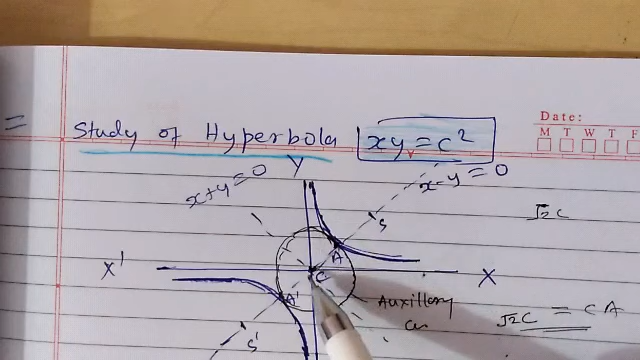 =
Study of Hyperbola xy = c²
Date:
M T W T F
x+y=0
Y
x-y=0
S
√2C
A
X'
X
C
A'
Auxillary
√2C = CA
S'